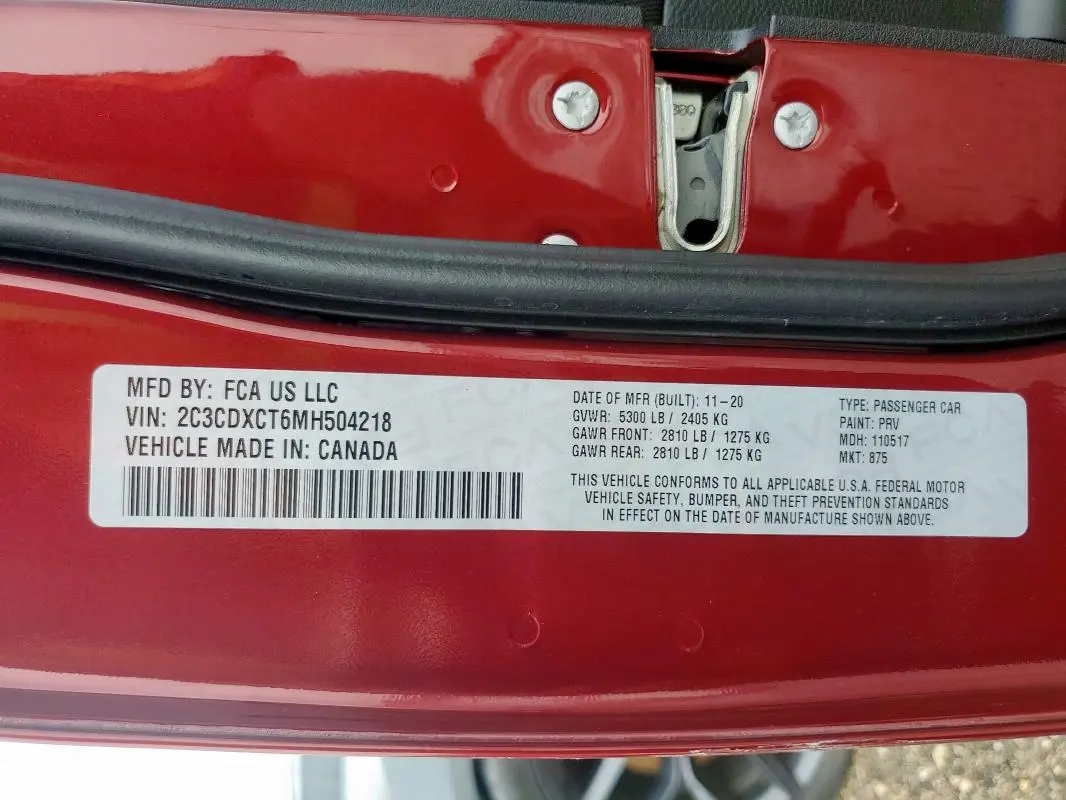 MFD BY: FCA US LLC
VIN: 2C3CDXCT6MH504218
VEHICLE MADE IN: CANADA
DATE OF MFR (BUILT): 11-20
GVWR: 5300 LB / 2405 KG
GAWR FRONT: 2810 LB / 1275 KG
GAWR REAR: 2810 LB / 1275 KG
TYPE: PASSENGER CAR
PAINT: PRV
MDH: 110517
MKT: 875
THIS VEHICLE CONFORMS TO ALL APPLICABLE U.S.A. FEDERAL MOTOR
VEHICLE SAFETY, BUMPER, AND THEFT PREVENTION STANDARDS
IN EFFECT ON THE DATE OF MANUFACTURE SHOWN ABOVE.